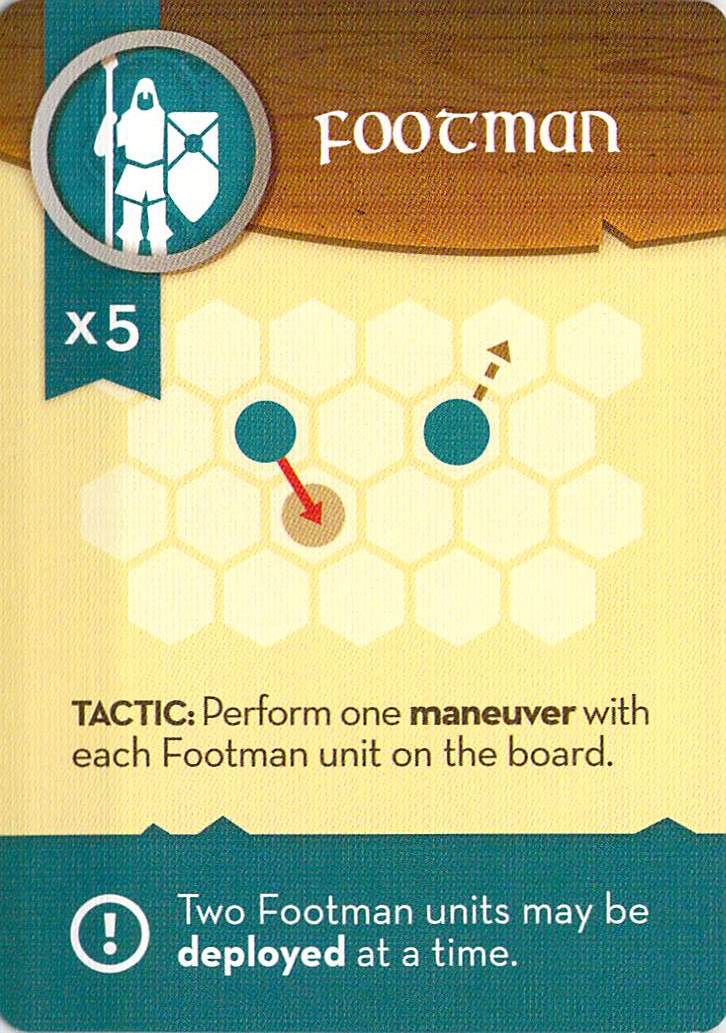 FOOTMAN
x5
TACTIC: Perform one maneuver with
each Footman unit on the board.
!
Two Footman units may be
deployed at a time.